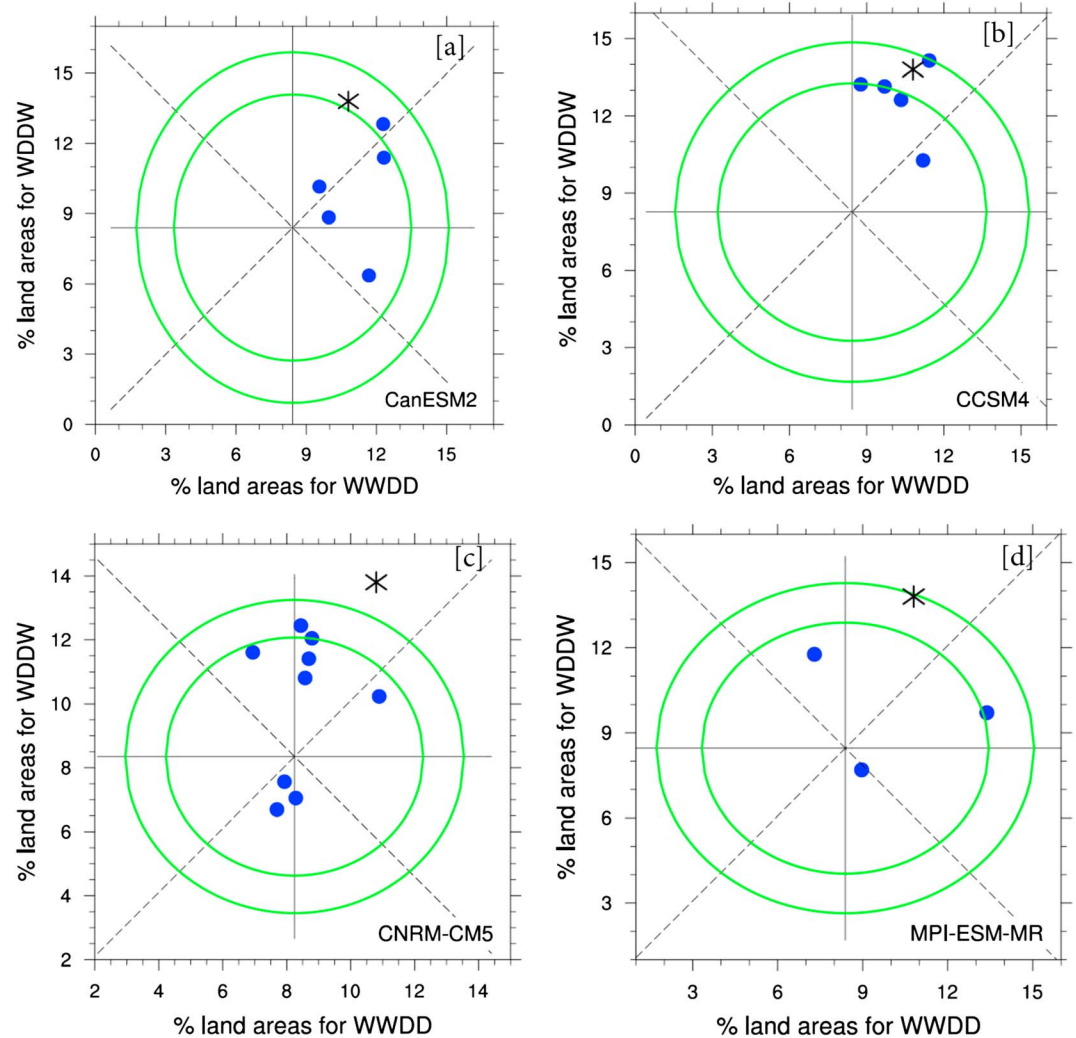 [a]
% land areas for WDDW
15
12
9
6
3
0
CanESM2
0 3 6 9 12 15
% land areas for WWDD
[b]
% land areas for WDDW
15
12
9
6
3
0
CCSM4
0 3 6 9 12 15
% land areas for WWDD
[c]
% land areas for WDDW
14
12
10
8
6
4
2
CNRM-CM5
2 4 6 8 10 12 14
% land areas for WWDD
[d]
% land areas for WDDW
15
12
9
6
3
MPI-ESM-MR
3 6 9 12 15
% land areas for WWDD